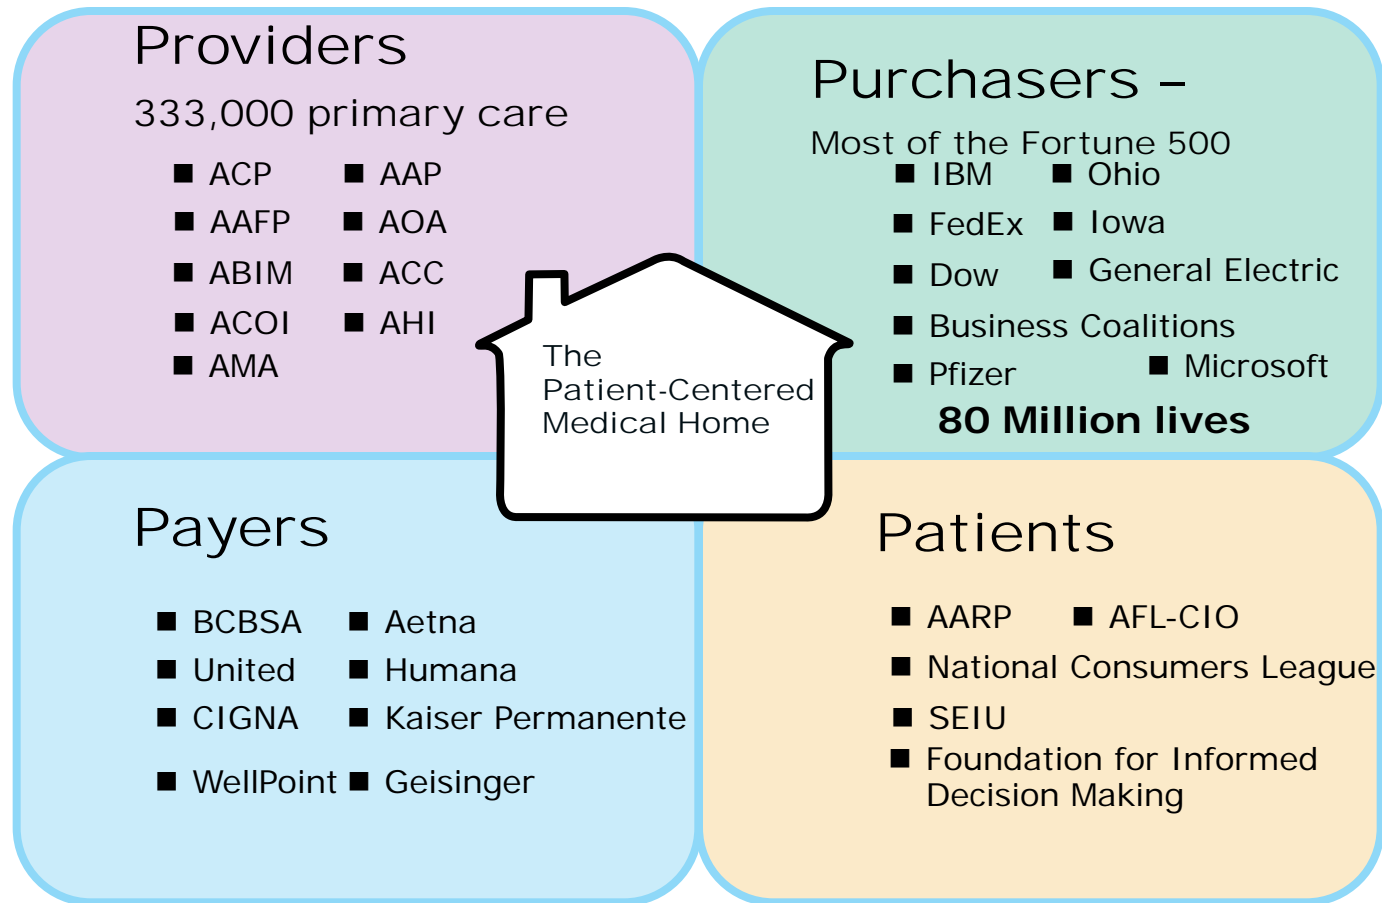 Providers
333,000 primary care
■ ACP ■ AAP
■ AAFP ■ AOA
■ ABIM ■ ACC
■ ACOI ■ AHI
■ AMA
Purchasers –
Most of the Fortune 500
■ IBM ■ Ohio
■ FedEx ■ Iowa
■ Dow ■ General Electric
■ Business Coalitions
■ Pfizer ■ Microsoft
80 Million lives
The
Patient-Centered
Medical Home
Payers
■ BCBSA ■ Aetna
■ United ■ Humana
■ CIGNA ■ Kaiser Permanente
■ WellPoint ■ Geisinger
Patients
■ AARP ■ AFL-CIO
■ National Consumers League
■ SEIU
■ Foundation for Informed
Decision Making